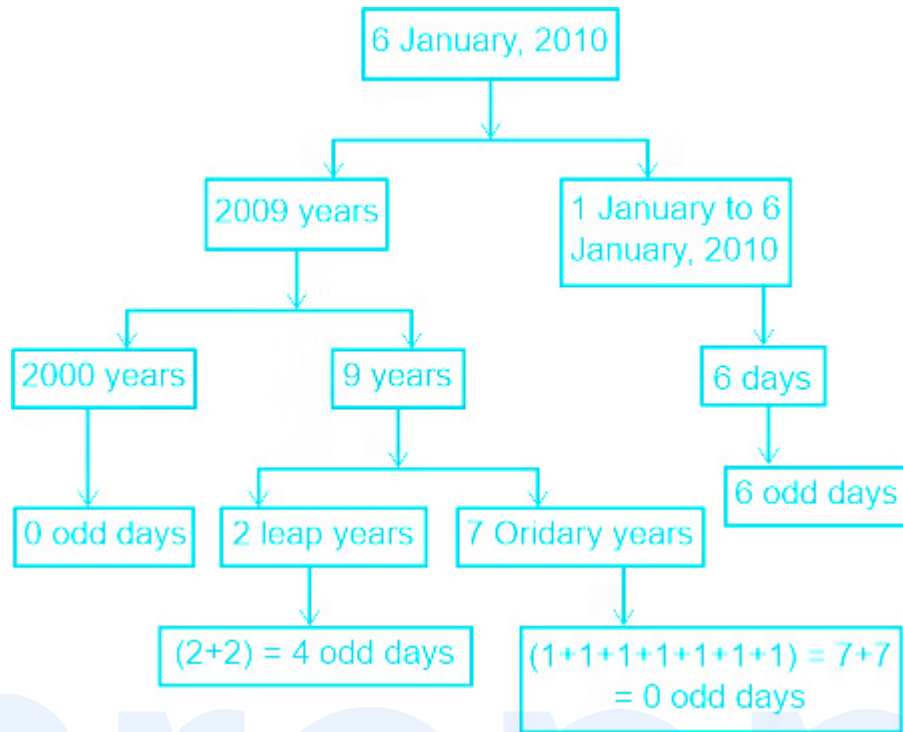 6 January, 2010
2009 years
1 January to 6
January, 2010
2000 years
9 years
6 days
6 odd days
0 odd days
2 leap years
7 Oridary years
(2+2) = 4 odd days
(1+1+1+1+1+1+1) = 7+7
= 0 odd days